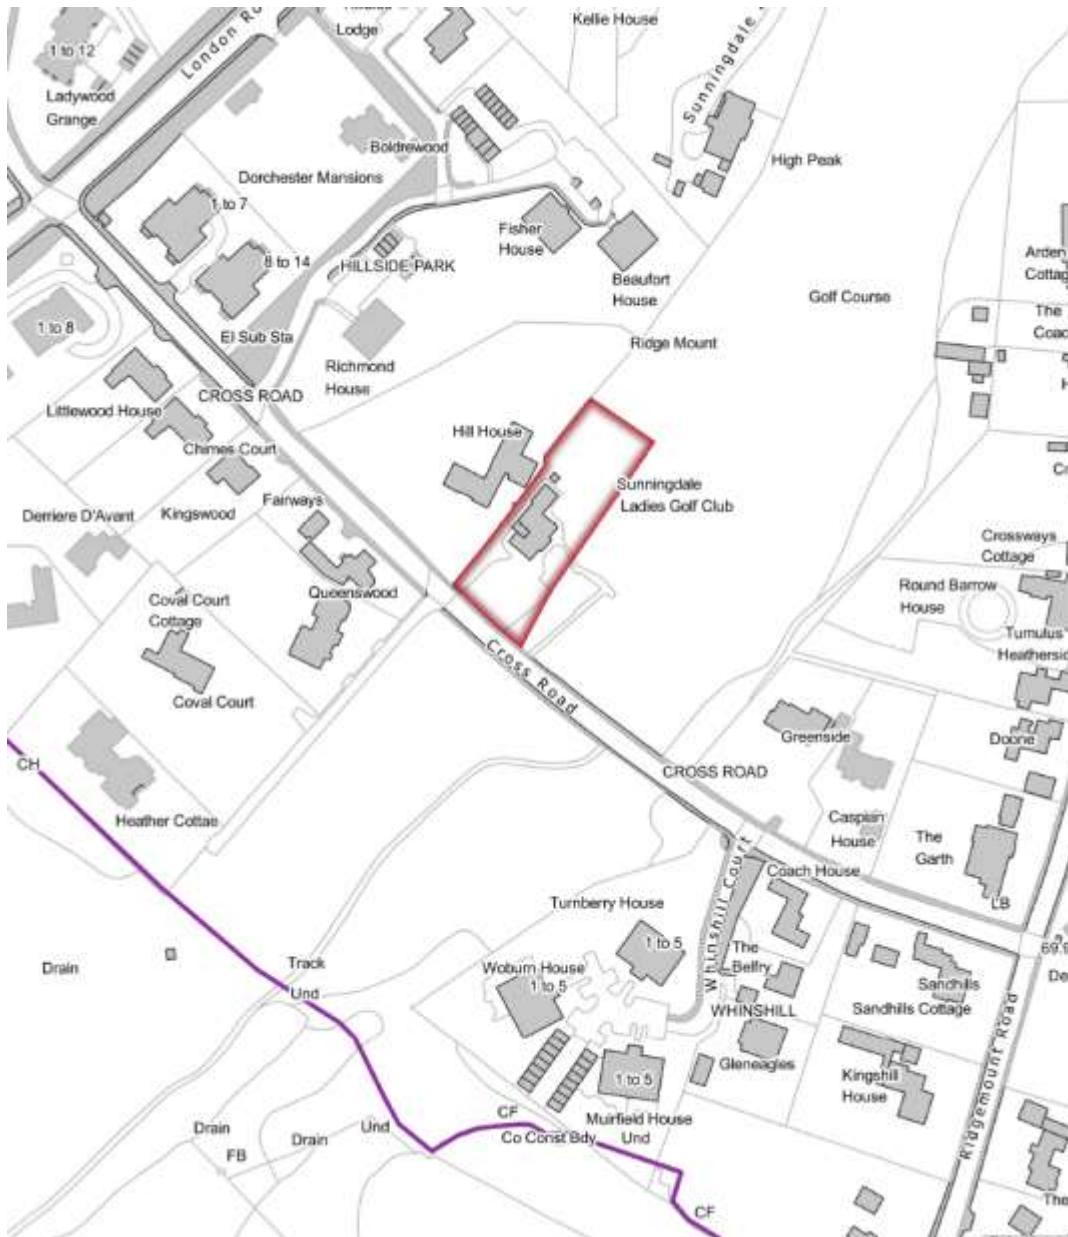 Kellie House
Lodge
1 to 12
London Ro
Sunningdale
Ladywood
Grange
Boldrewood
High Peak
Dorchester Mansions
1 to 7
Fisher
House
8 to 14
HILLSIDE PARK
Beaufort
House
Arden
Cottag
Golf Course
The
Coac
1 to 8
El Sub Sta
Ridge Mount
Richmond
House
H
CROSS ROAD
Littlewood House
Hill House
Chimes Court
Sunningdale
Ladies Golf Club
Fairways
Kingswood
Derriere D'Avant
Crossways
Cottage
Round Barrow
House
Queenswood
Coval Court
Cottage
Tumulus
Heathersid
Cross Road
Coval Court
Greenside
Doone
CH
CROSS ROAD
Heather Cottae
Caspian
House
The
Garth
Coach House
LB
Turnberry House
Whinshill Court
1 to 5
The
Belfry
69.9
De
Drain
Track
Woburn House
1 to 5
Sandhills
Und
WHINSHILL
Sandhills Cottage
Gleneagles
Kingshill
House
1 to 5
Ridgemount Road
CF
Muirfield House
Drain
Und
Drain
Co Const Bdy
Und
FB
The
CF